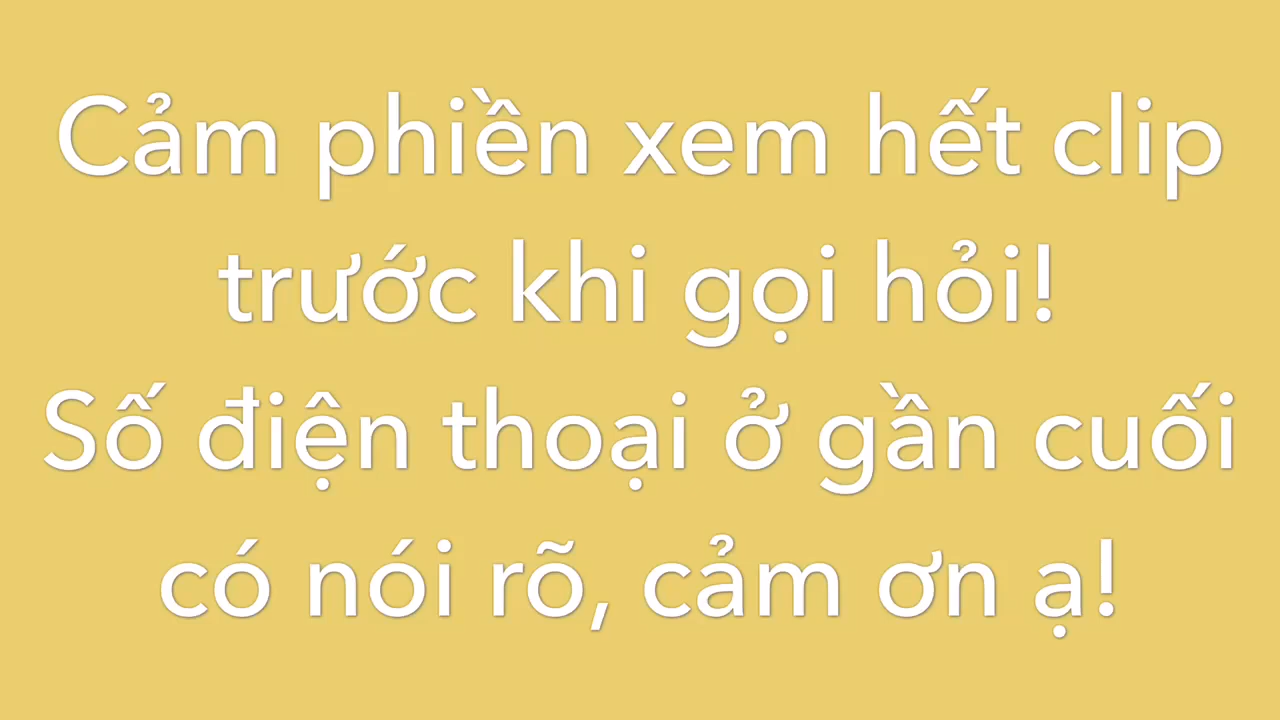 Cảm phiền xem hết clip
trước khi gọi hỏi!
Số điện thoại ở gần cuối
có nói rõ, cảm ơn ạ!